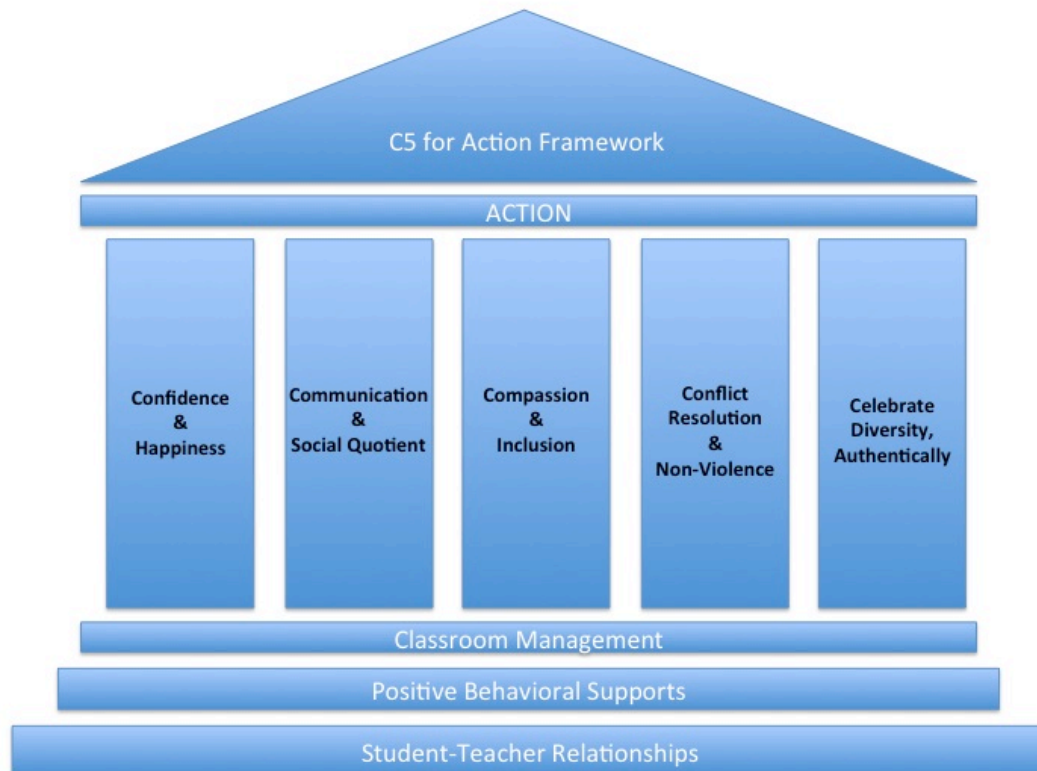 C5 for Action Framework
ACTION
Confidence
&
Happiness
Communication
&
Social Quotient
Compassion
&
Inclusion
Conflict
Resolution
&
Non-Violence
Celebrate
Diversity,
Authentically
Classroom Management
Positive Behavioral Supports
Student-Teacher Relationships